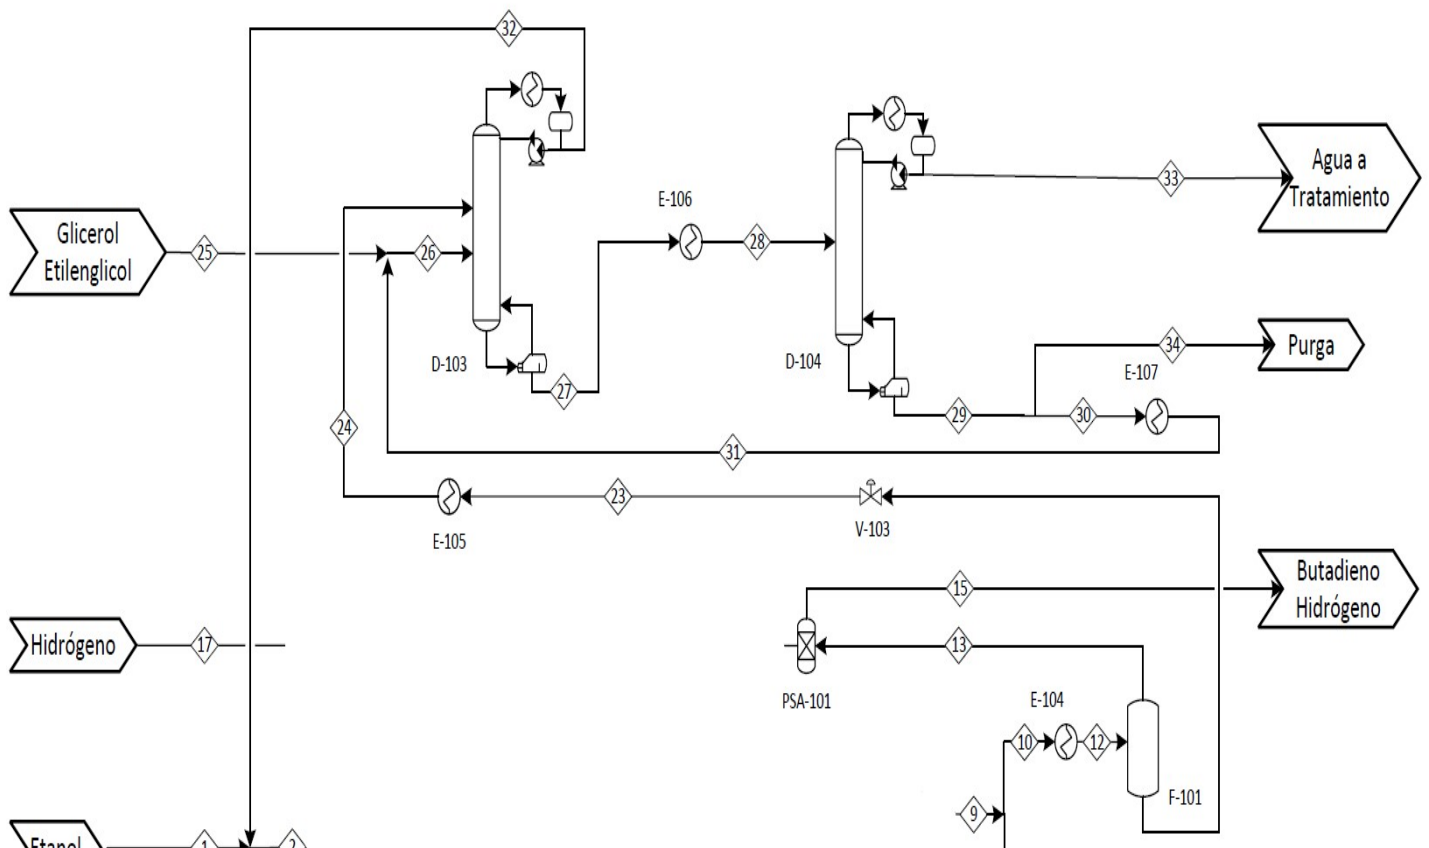 32
E-106
33
Agua a
Tratamiento
Glicerol
Etilenglicol
25
26
28
D-103
27
D-104
34
Purga
E-107
24
29
30
31
23
E-105
V-103
15
Butadieno
Hidrógeno
Hidrógeno
17
13
PSA-101
E-104
10
12
F-101
9
Etanol
1
2